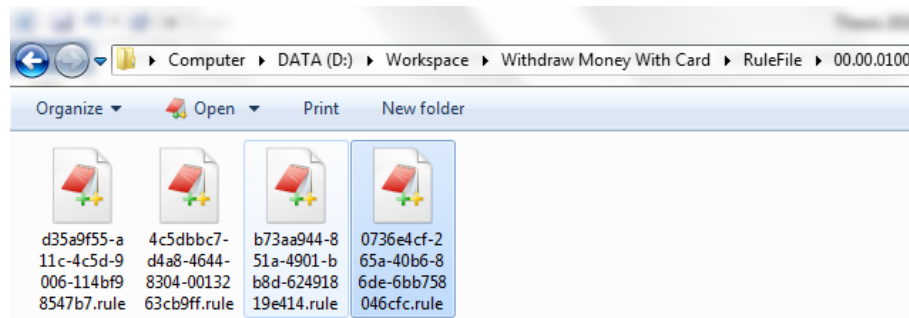 Computer ▸ DATA (D:) ▸ Workspace ▸ Withdraw Money With Card ▸ RuleFile ▸ 00.00.0100
Organize Open Print New folder
d35a9f55-a
11c-4c5d-9
006-114bf9
8547b7.rule
4c5dbbc7-
d4a8-4644-
8304-00132
63cb9ff.rule
b73aa944-8
51a-4901-b
b8d-624918
19e414.rule
0736e4cf-2
65a-40b6-8
6de-6bb758
046cfc.rule